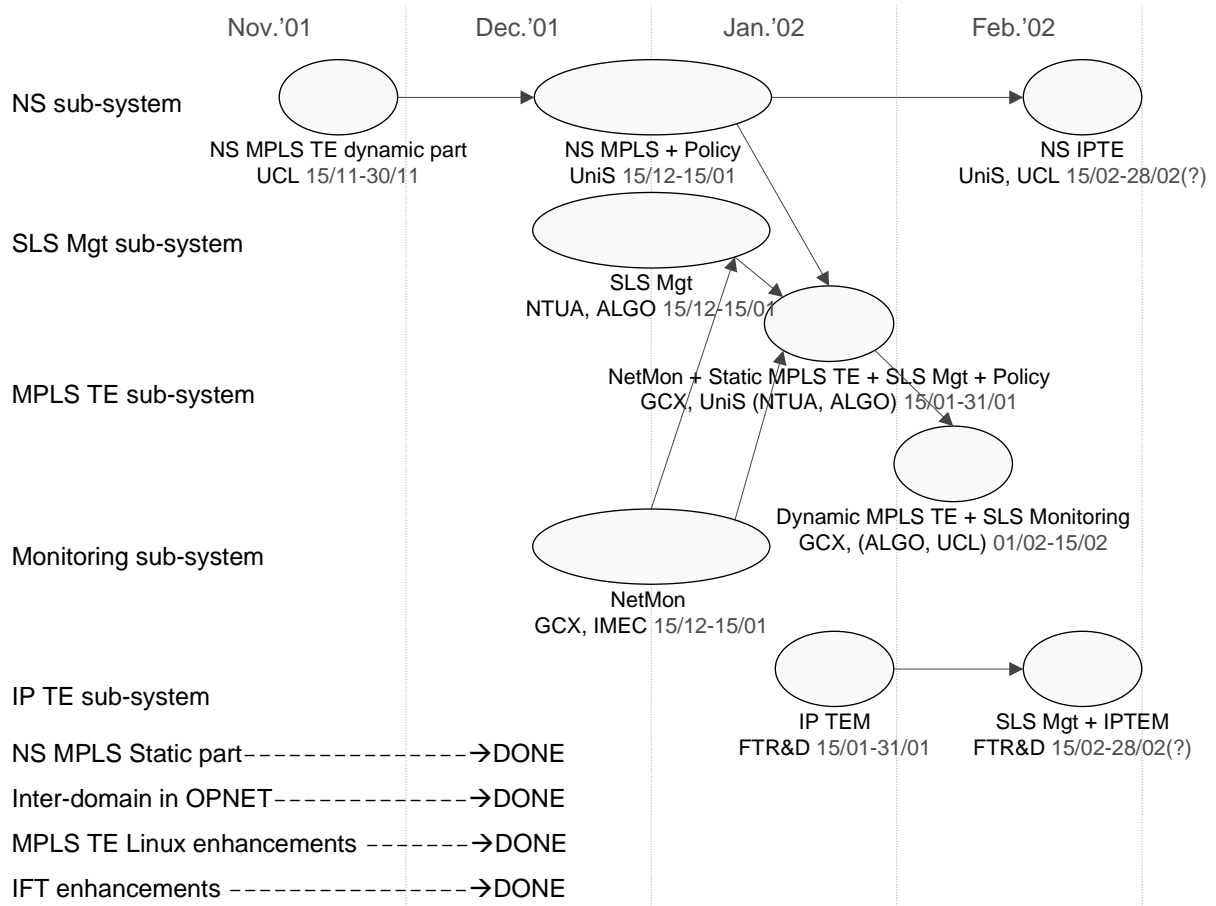 Nov.'01 Dec.'01 Jan.'02 Feb.'02
NS sub-system
NS MPLS TE dynamic part
UCL 15/11-30/11
NS MPLS + Policy
UniS 15/12-15/01
NS IPTE
UniS, UCL 15/02-28/02(?)
SLS Mgt sub-system
SLS Mgt
NTUA, ALGO 15/12-15/01
MPLS TE sub-system
NetMon + Static MPLS TE + SLS Mgt + Policy
GCX, UniS (NTUA, ALGO) 15/01-31/01
Dynamic MPLS TE + SLS Monitoring
GCX, (ALGO, UCL) 01/02-15/02
Monitoring sub-system
NetMon
GCX, IMEC 15/12-15/01
IP TE sub-system
IP TEM
FTR&D 15/01-31/01
SLS Mgt + IPTEM
FTR&D 15/02-28/02(?)
NS MPLS Static part----------------→DONE
Inter-domain in OPNET--------------→DONE
MPLS TE Linux enhancements -------→DONE
IFT enhancements -----------------→DONE